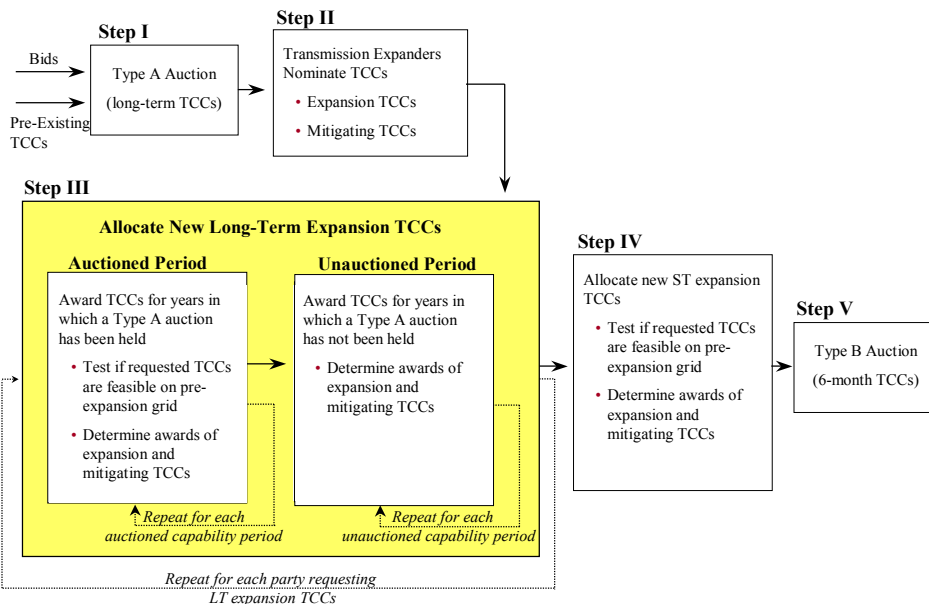 Step I
Bids
Pre-Existing
TCCs
Type A Auction
(long-term TCCs)
Step II
Transmission Expanders
Nominate TCCs
• Expansion TCCs
• Mitigating TCCs
Step III
Allocate New Long-Term Expansion TCCs
Auctioned Period
Award TCCs for years in
which a Type A auction
has been held
• Test if requested TCCs
are feasible on pre-
expansion grid
• Determine awards of
expansion and
mitigating TCCs
Repeat for each
auctioned capability period
Unauctioned Period
Award TCCs for years in
which a Type A auction
has not been held
• Determine awards of
expansion and
mitigating TCCs
Repeat for each
unauctioned capability period
Repeat for each party requesting
LT expansion TCCs
Step IV
Allocate new ST expansion
TCCs
• Test if requested TCCs
are feasible on pre-
expansion grid
• Determine awards of
expansion and
mitigating TCCs
Step V
Type B Auction
(6-month TCCs)